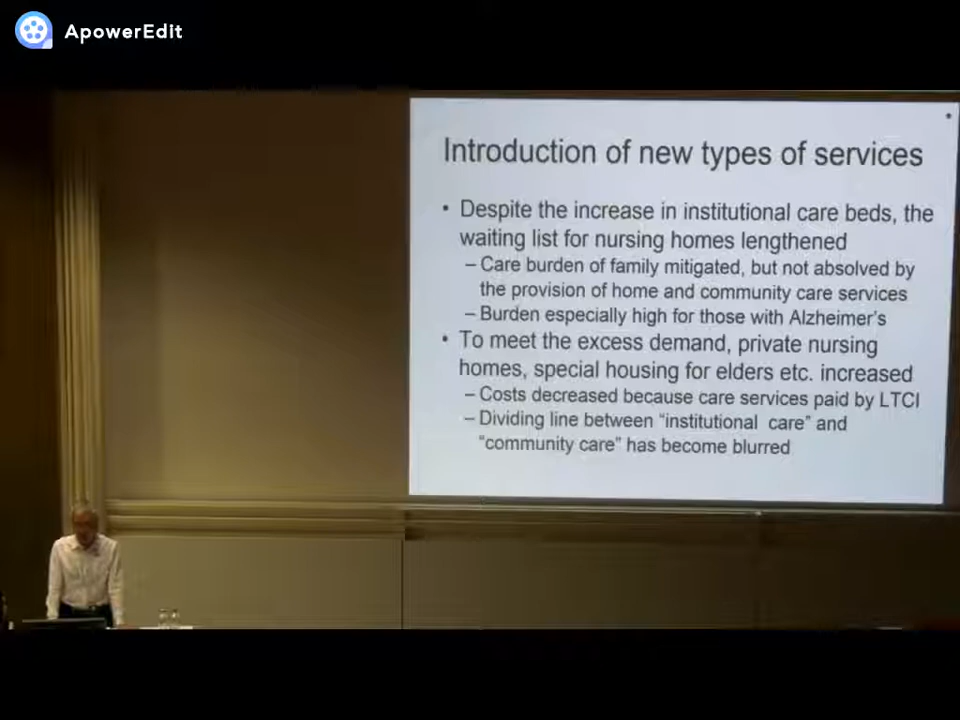 ApowerEdit
Introduction of new types of services
• Despite the increase in institutional care beds, the
waiting list for nursing homes lengthened
– Care burden of family mitigated, but not absolved by
the provision of home and community care services
– Burden especially high for those with Alzheimer's
• To meet the excess demand, private nursing
homes, special housing for elders etc. increased
– Costs decreased because care services paid by LTCI
– Dividing line between “institutional care” and
“community care” has become blurred